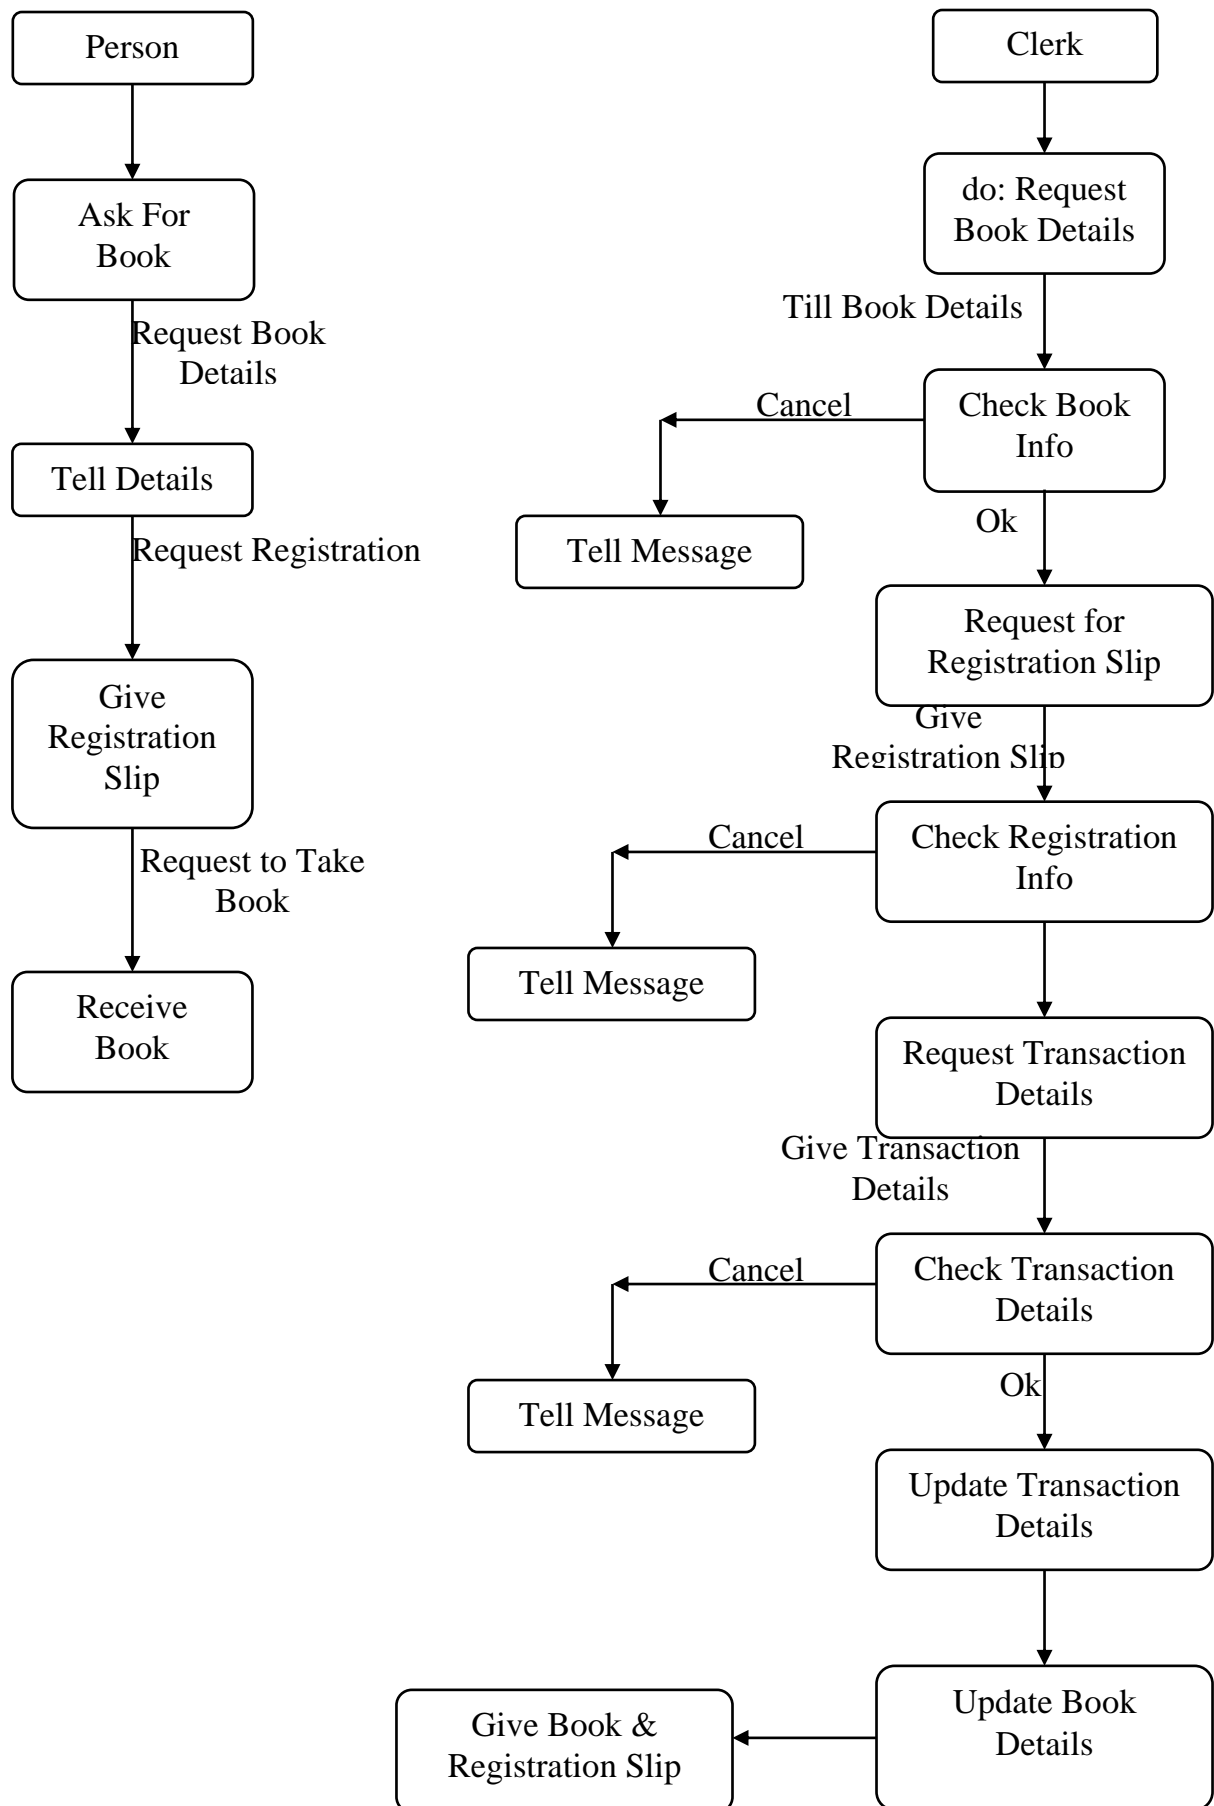 Person
Ask For
Book
Request Book
Details
Tell Details
Request Registration
Give
Registration
Slip
Request to Take
Book
Receive
Book
Clerk
do: Request
Book Details
Till Book Details
Check Book
Info
Cancel
Tell Message
Ok
Request for
Registration Slip
Give
Registration Slip
Check Registration
Info
Cancel
Tell Message
Request Transaction
Details
Give Transaction
Details
Check Transaction
Details
Cancel
Tell Message
Ok
Update Transaction
Details
Update Book
Details
Give Book &
Registration Slip